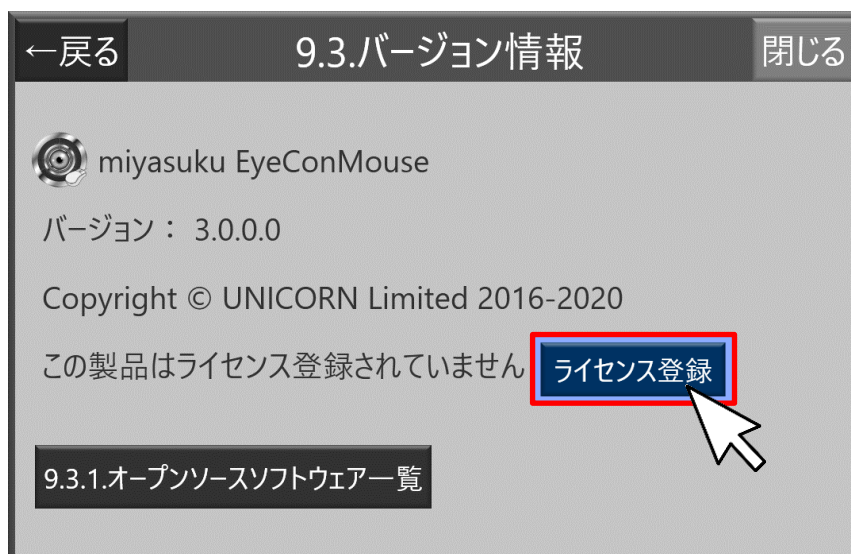 ←戻る 9.3.バージョン情報 閉じる
miyasuku EyeConMouse
バージョン： 3.0.0.0
Copyright © UNICORN Limited 2016-2020
この製品はライセンス登録されていません ライセンス登録
9.3.1.オープンソースソフトウェア一覧